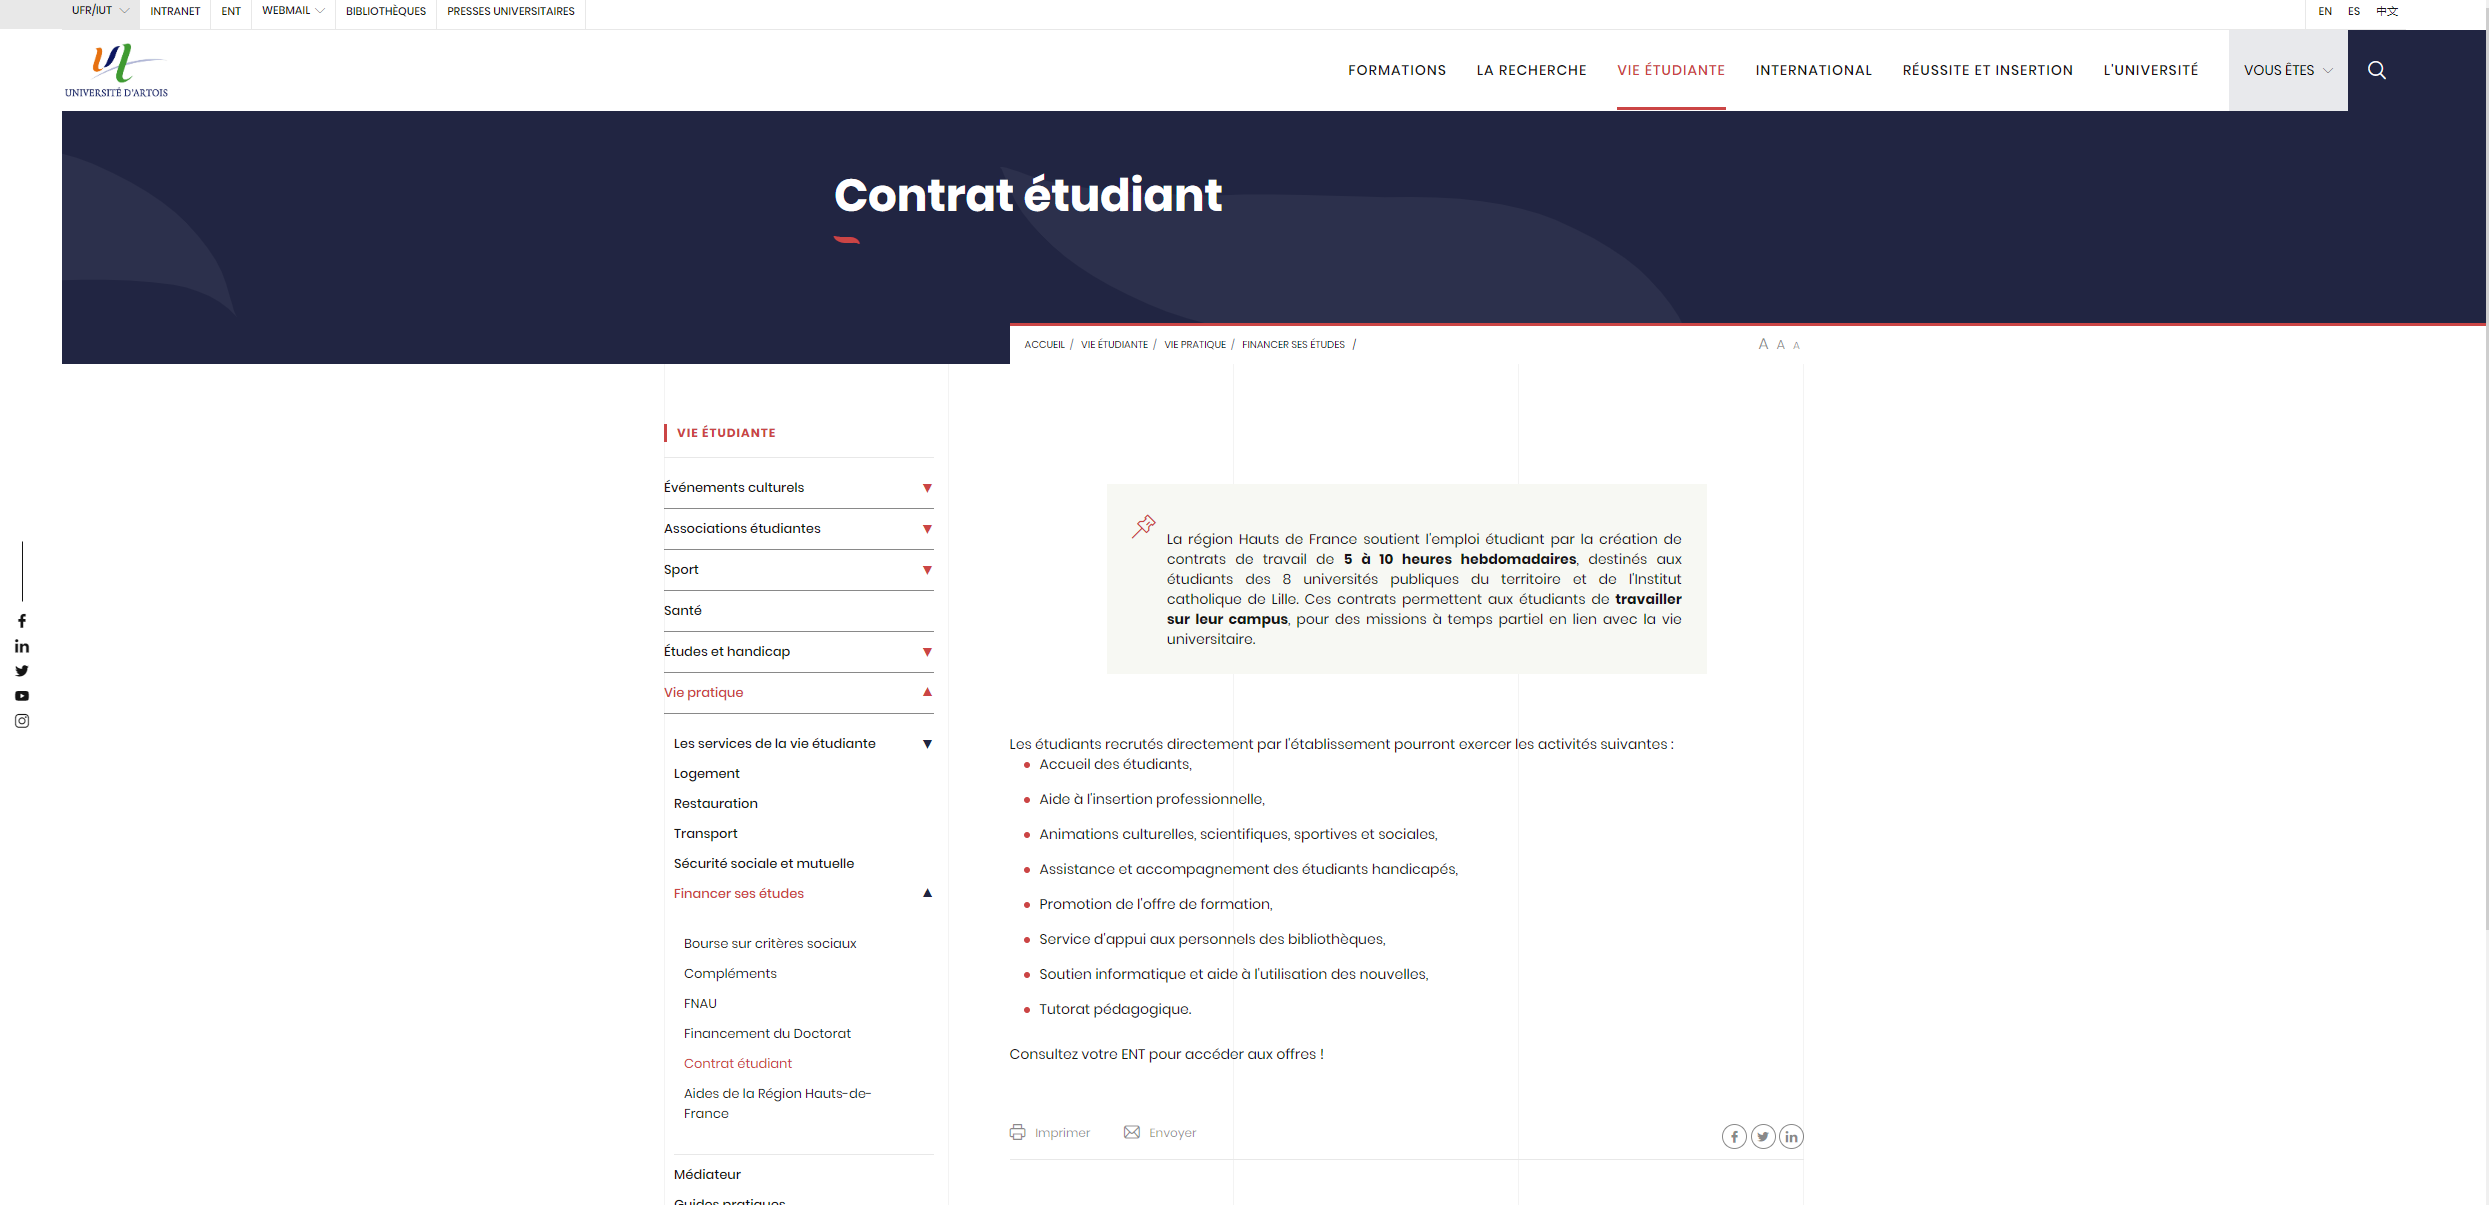 UFR/IUT
INTRANET
ENT
WEBMAIL
BIBLIOTHÈQUES
PRESSES UNIVERSITAIRES
EN
ES
中文
UNIVERSITÉ D'ARTOIS
FORMATIONS
LA RECHERCHE
VIE ÉTUDIANTE
INTERNATIONAL
RÉUSSITE ET INSERTION
L'UNIVERSITÉ
VOUS ÊTES
Contrat étudiant
ACCUEIL / VIE ÉTUDIANTE / VIE PRATIQUE / FINANCER SES ÉTUDES /
A A A
VIE ÉTUDIANTE
Événements culturels
Associations étudiantes
Sport
Santé
Études et handicap
Vie pratique
Les services de la vie étudiante
Logement
Restauration
Transport
Sécurité sociale et mutuelle
Financer ses études
Bourse sur critères sociaux
Compléments
FNAU
Financement du Doctorat
Contrat étudiant
Aides de la Région Hauts-de-
France
Médiateur
Guides pratiques
La région Hauts de France soutient l'emploi étudiant par la création de
contrats de travail de 5 à 10 heures hebdomadaires, destinés aux
étudiants des 8 universités publiques du territoire et de l'Institut
catholique de Lille. Ces contrats permettent aux étudiants de travailler
sur leur campus, pour des missions à temps partiel en lien avec la vie
universitaire.
Les étudiants recrutés directement par l'établissement pourront exercer les activités suivantes :
Accueil des étudiants,
Aide à l'insertion professionnelle,
Animations culturelles, scientifiques, sportives et sociales,
Assistance et accompagnement des étudiants handicapés,
Promotion de l'offre de formation,
Service d'appui aux personnels des bibliothèques,
Soutien informatique et aide à l'utilisation des nouvelles,
Tutorat pédagogique.
Consultez votre ENT pour accéder aux offres !
Imprimer
Envoyer